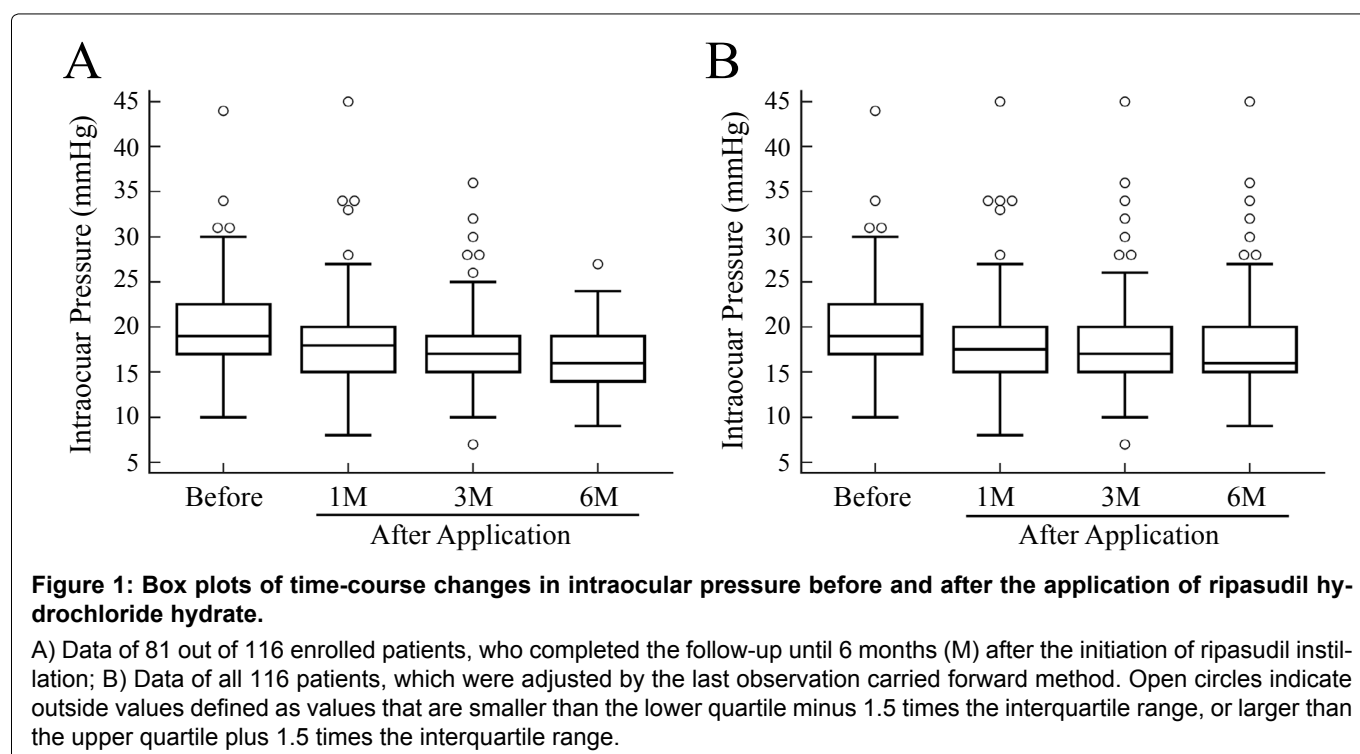 A
Intraocuar Pressure (mmHg)
45
40
35
30
25
20
15
10
5
Before 1M 3M 6M
After Application
B
Intraocuar Pressure (mmHg)
45
40
35
30
25
20
15
10
5
Before 1M 3M 6M
After Application
Figure 1: Box plots of time-course changes in intraocular pressure before and after the application of ripasudil hy-
drochloride hydrate.
A) Data of 81 out of 116 enrolled patients, who completed the follow-up until 6 months (M) after the initiation of ripasudil instil-
lation; B) Data of all 116 patients, which were adjusted by the last observation carried forward method. Open circles indicate
outside values defined as values that are smaller than the lower quartile minus 1.5 times the interquartile range, or larger than
the upper quartile plus 1.5 times the interquartile range.